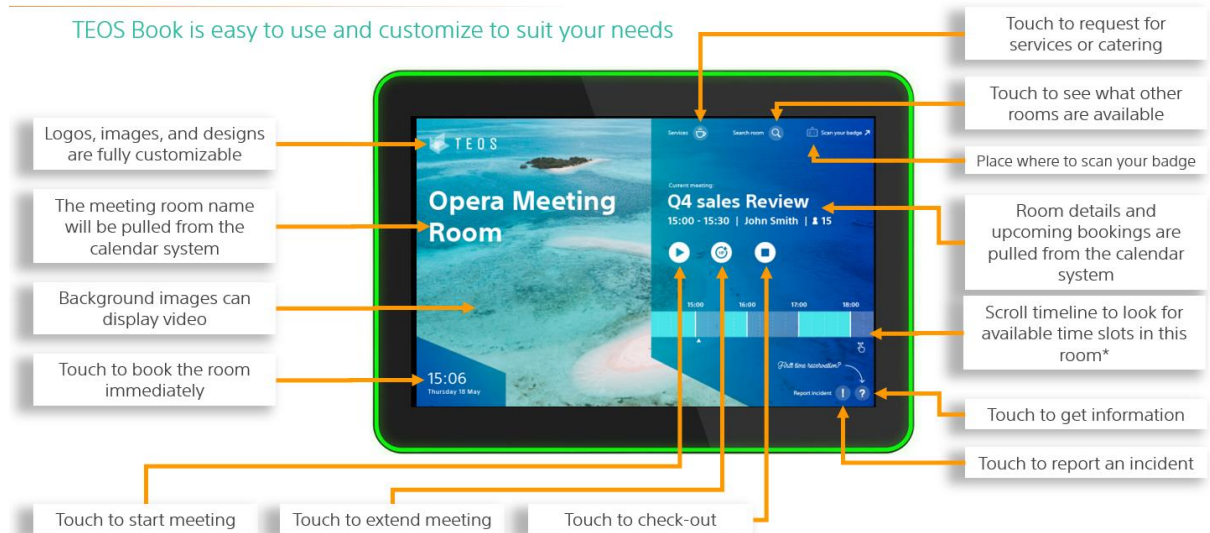 TEOS Book is easy to use and customize to suit your needs
Touch to request for
services or catering
Touch to see what other
rooms are available
Place where to scan your badge
Room details and
upcoming bookings are
pulled from the calendar
system
Scroll timeline to look for
available time slots in this
room*
Touch to get information
Touch to report an incident
Logos, images, and designs
are fully customizable
The meeting room name
will be pulled from the
calendar system
Background images can
display video
Touch to book the room
immediately
Touch to start meeting
Touch to extend meeting
Touch to check-out
TEOS
Opera Meeting
Room
15:06
Thursday 18 May
Services
Search room
Scan your badge
Current meeting:
Q4 sales Review
15:00 - 15:30 | John Smith | 15
15:00 16:00 17:00 18:00
First time reservation?
Report incident ! ?